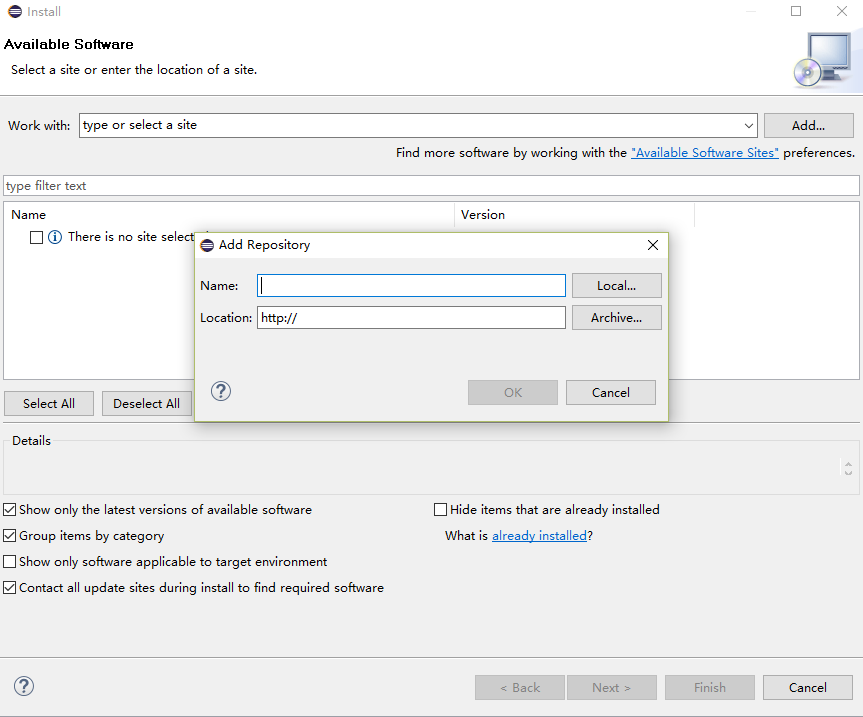 Install
Available Software
Select a site or enter the location of a site.
Work with: type or select a site Add...
Find more software by working with the "Available Software Sites" preferences.
type filter text
Name Version
There is no site select
Add Repository
Name: Local...
Location: http:// Archive...
OK Cancel
Select All Deselect All
Details
Show only the latest versions of available software Hide items that are already installed
Group items by category What is already installed?
Show only software applicable to target environment
Contact all update sites during install to find required software
< Back Next > Finish Cancel